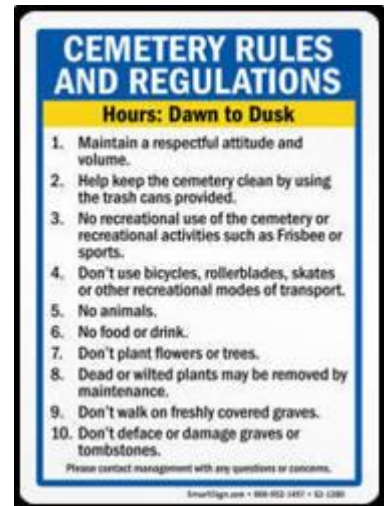 CEMETERY RULES
AND REGULATIONS
Hours: Dawn to Dusk
1. Maintain a respectful attitude and
volume.
2. Help keep the cemetery clean by using
the trash cans provided.
3. No recreational use of the cemetery or
recreational activities such as Frisbee or
sports.
4. Don't use bicycles, rollerblades, skates
or other recreational modes of transport.
5. No animals.
6. No food or drink.
7. Don't plant flowers or trees.
8. Dead or wilted plants may be removed by
maintenance.
9. Don't walk on freshly covered graves.
10. Don't deface or damage graves or
tombstones.
Please contact management with any questions or concerns.
SmartSign.com • 800-952-1457 •